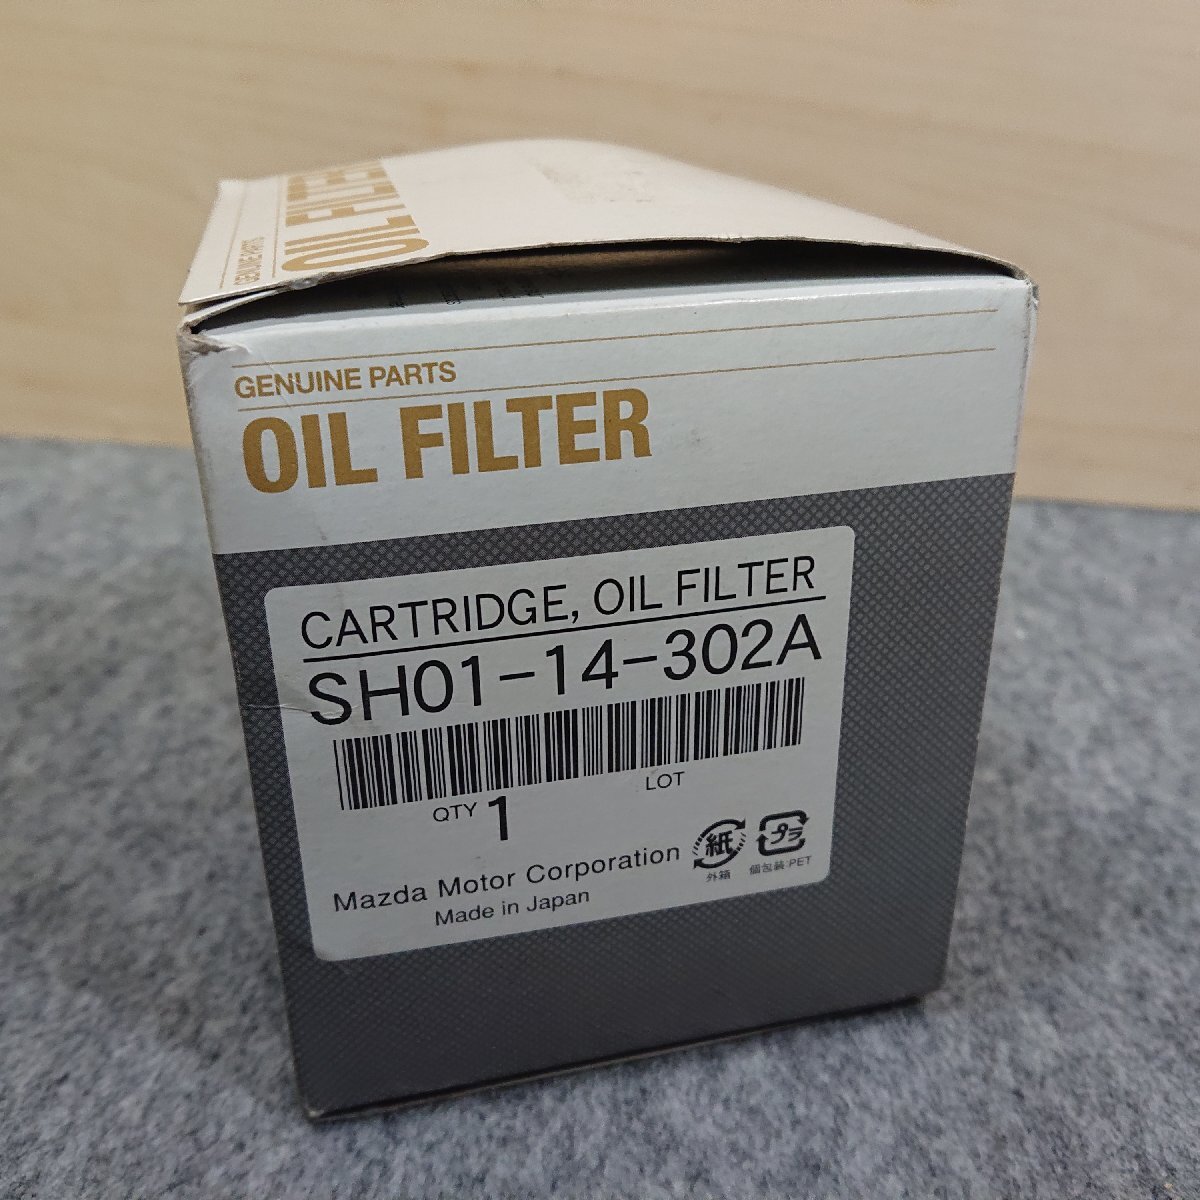 GENUINE PARTS
OIL FILTER
GENUINE PARTS
OIL FILTER
CARTRIDGE, OIL FILTER
SH01-14-302A
QTY 1
LOT
Mazda Motor Corporation
Made in Japan
紙
外箱
プラ
個包装:PET